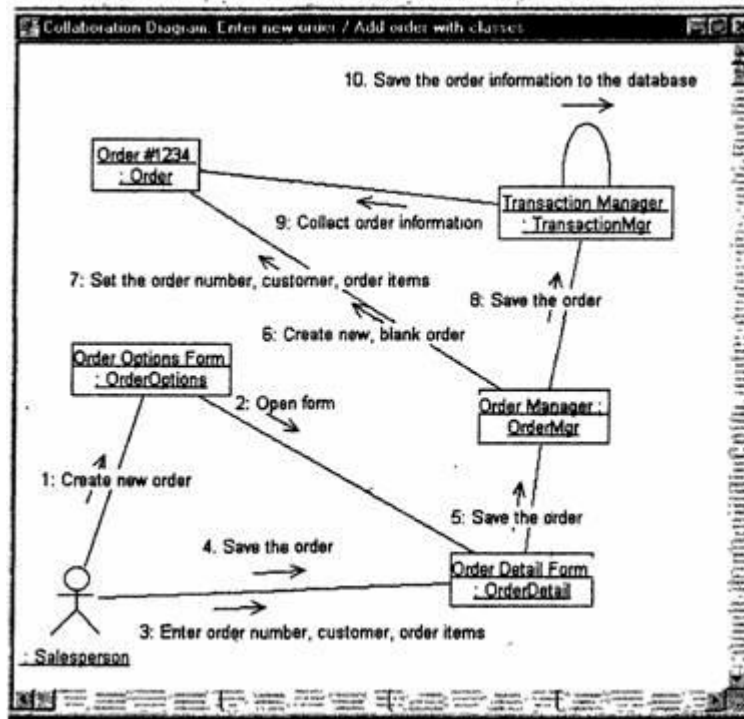 Collaboration Diagram: Enter new order / Add order with classes
10. Save the order information to the database
Order #1234
: Order
Transaction Manager
: TransactionMgr
9: Collect order information
7: Set the order number, customer, order items
8: Save the order
6: Create new, blank order
Order Options Form
: OrderOptions
2: Open form
Order Manager :
OrderMgr
1: Create new order
5: Save the order
4. Save the order
Order Detail Form
: OrderDetail
3: Enter order number, customer, order items
: Salesperson